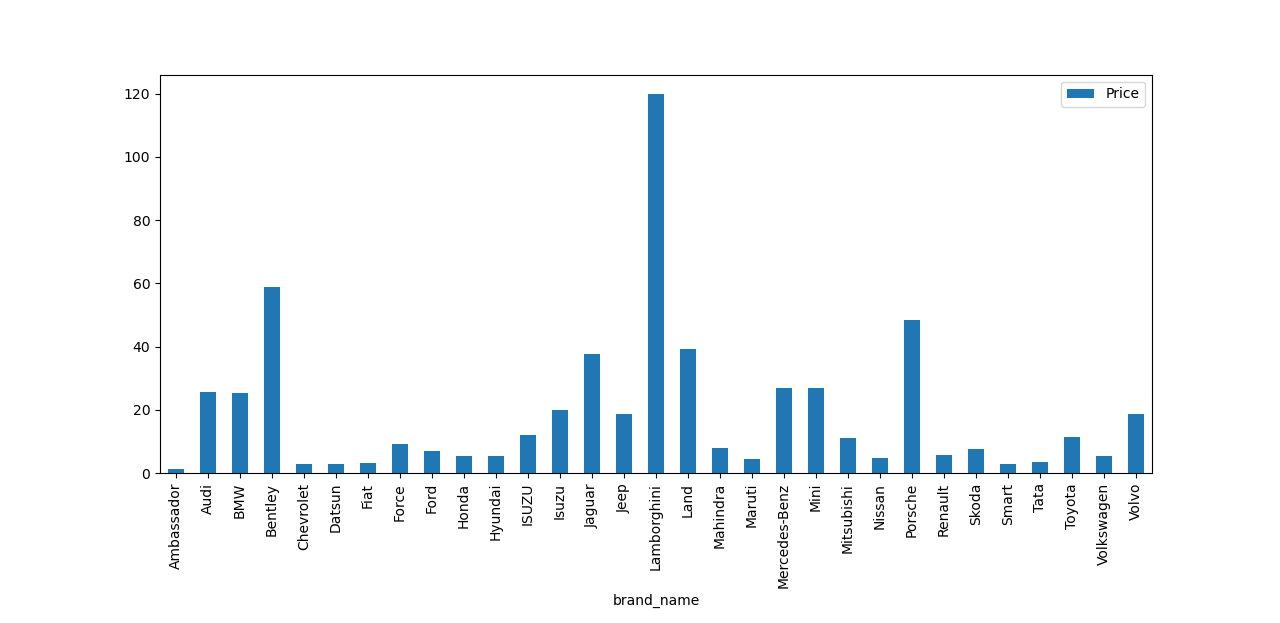 Price
120
100
80
60
40
20
0
Ambassador
Audi
BMW
Bentley
Chevrolet
Datsun
Fiat
Force
Ford
Honda
Hyundai
ISUZU
Isuzu
Jaguar
Jeep
Lamborghini
Land
Mahindra
Maruti
Mercedes-Benz
Mini
Mitsubishi
Nissan
Porsche
Renault
Skoda
Smart
Tata
Toyota
Volkswagen
Volvo
brand_name